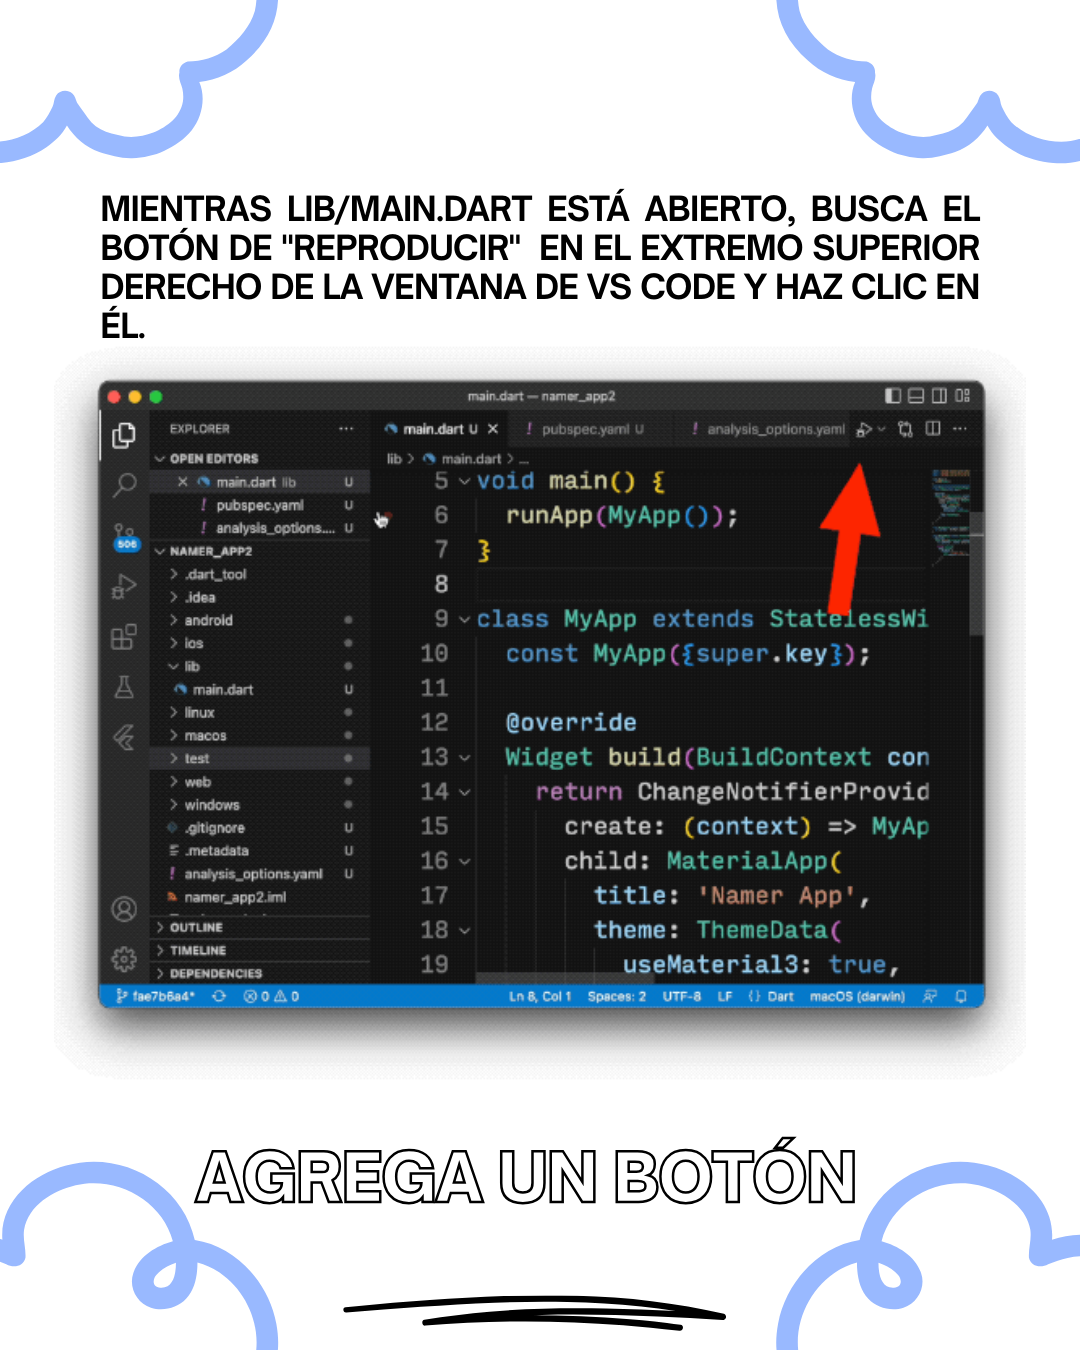 MIENTRAS LIB/MAIN.DART ESTÁ ABIERTO, BUSCA EL
BOTÓN DE "REPRODUCIR" EN EL EXTREMO SUPERIOR
DERECHO DE LA VENTANA DE VS CODE Y HAZ CLIC EN
ÉL.
main.dart — namer_app2
EXPLORER ...
OPEN EDITORS
main.dart lib U
! pubspec.yaml U
! analysis_options.... U
NAMER_APP2
.dart_tool
.idea
android
ios
lib
main.dart U
linux
macos
test
web
windows
.gitignore U
.metadata U
! analysis_options.yaml U
namer_app2.iml
OUTLINE
TIMELINE
DEPENDENCIES
506
main.dart U ! pubspec.yaml U ! analysis_options.yaml ...
lib > main.dart > ...
5 void main() {
6 runApp(MyApp());
7 }
8
9 class MyApp extends StatelessWi
10 const MyApp({super.key});
11
12 @override
13 Widget build(BuildContext con
14 return ChangeNotifierProvid
15 create: (context) => MyAp
16 child: MaterialApp(
17 title: 'Namer App',
18 theme: ThemeData(
19 useMaterial3: true,
fae7b6a4* 0 0 Ln 8, Col 1 Spaces: 2 UTF-8 LF {} Dart macOS (darwin)
AGREGA UN BOTÓN